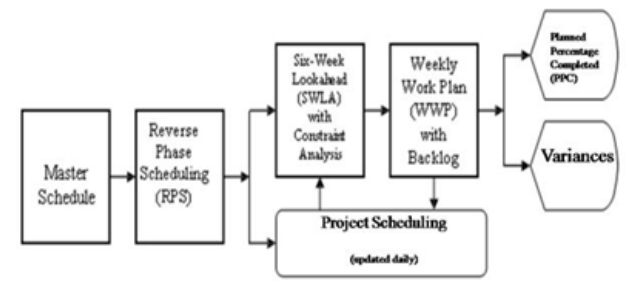 Master
Schedule
Reverse
Phase
Scheduling
(RPS)
Six-Week
Lookahead
(SWLA)
with
Constraint
Analysis
Weekly
Work Plan
(WWP)
with
Backlog
Project Scheduling
(updated daily)
Planned
Percentage
Completed
(PPC)
Variances